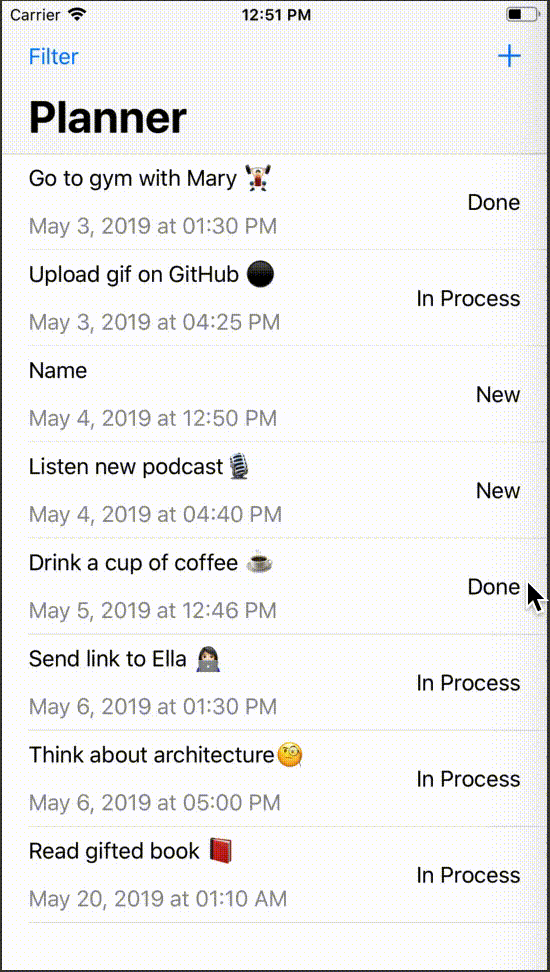 Carrier 12:51 PM
Filter +
Planner
Go to gym with Mary 🏋️
Done
May 3, 2019 at 01:30 PM
Upload gif on GitHub 🌑
In Process
May 3, 2019 at 04:25 PM
Name
New
May 4, 2019 at 12:50 PM
Listen new podcast🎙
New
May 4, 2019 at 04:40 PM
Drink a cup of coffee ☕️
Done
May 5, 2019 at 12:46 PM
Send link to Ella 👩‍💻
In Process
May 6, 2019 at 01:30 PM
Think about architecture🧐
In Process
May 6, 2019 at 05:00 PM
Read gifted book 📕
In Process
May 20, 2019 at 01:10 AM